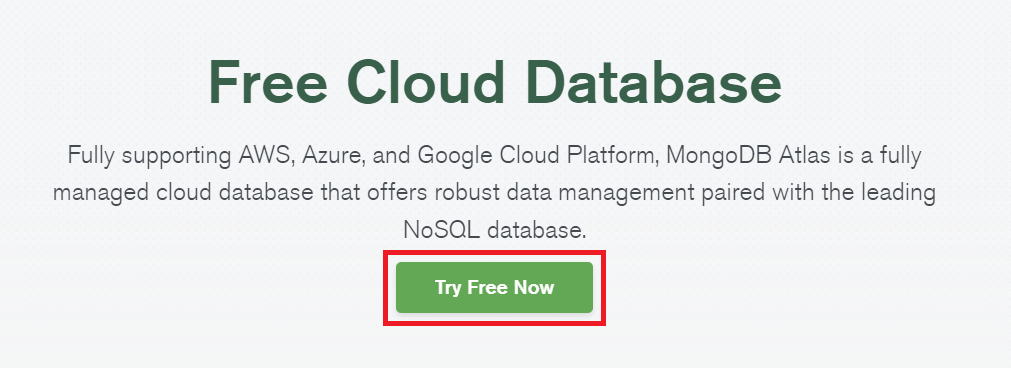 Free Cloud Database
Fully supporting AWS, Azure, and Google Cloud Platform, MongoDB Atlas is a fully
managed cloud database that offers robust data management paired with the leading
NoSQL database.
Try Free Now